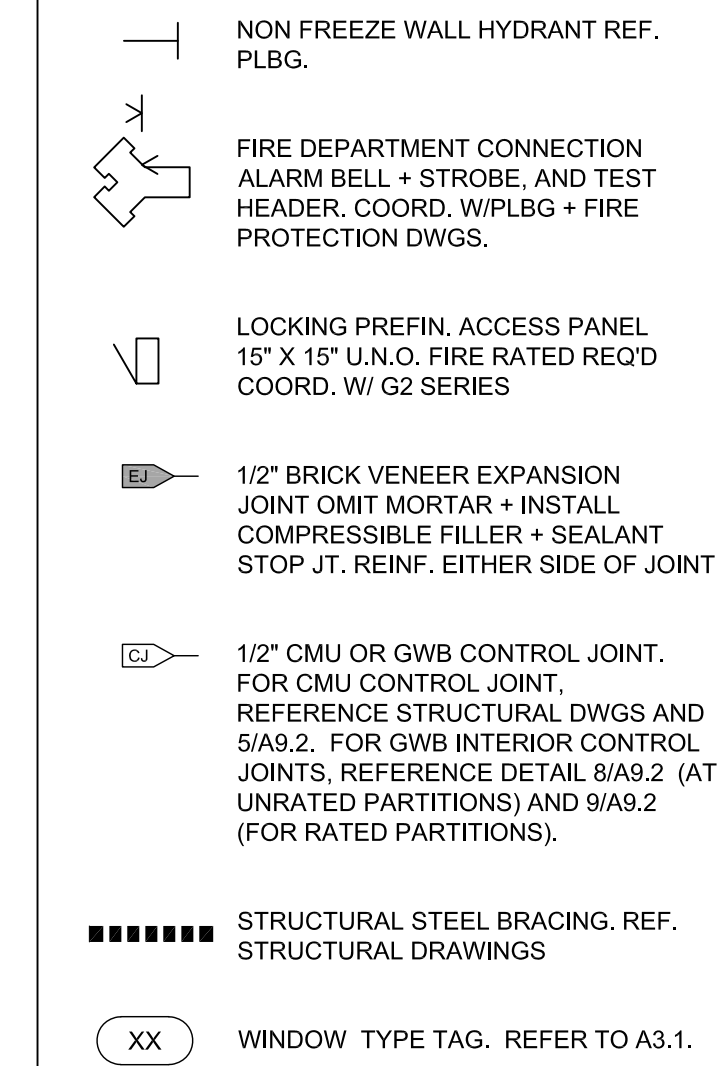 NON FREEZE WALL HYDRANT REF.
PLBG.
FIRE DEPARTMENT CONNECTION
ALARM BELL + STROBE, AND TEST
HEADER. COORD. W/PLBG + FIRE
PROTECTION DWGS.
LOCKING PREFIN. ACCESS PANEL
15" X 15" U.N.O. FIRE RATED REQ'D
COORD. W/ G2 SERIES
EJ
1/2" BRICK VENEER EXPANSION
JOINT OMIT MORTAR + INSTALL
COMPRESSIBLE FILLER + SEALANT
STOP JT. REINF. EITHER SIDE OF JOINT
CJ
1/2" CMU OR GWB CONTROL JOINT.
FOR CMU CONTROL JOINT,
REFERENCE STRUCTURAL DWGS AND
5/A9.2. FOR GWB INTERIOR CONTROL
JOINTS, REFERENCE DETAIL 8/A9.2 (AT
UNRATED PARTITIONS) AND 9/A9.2
(FOR RATED PARTITIONS).
STRUCTURAL STEEL BRACING. REF.
STRUCTURAL DRAWINGS
XX
WINDOW TYPE TAG. REFER TO A3.1.